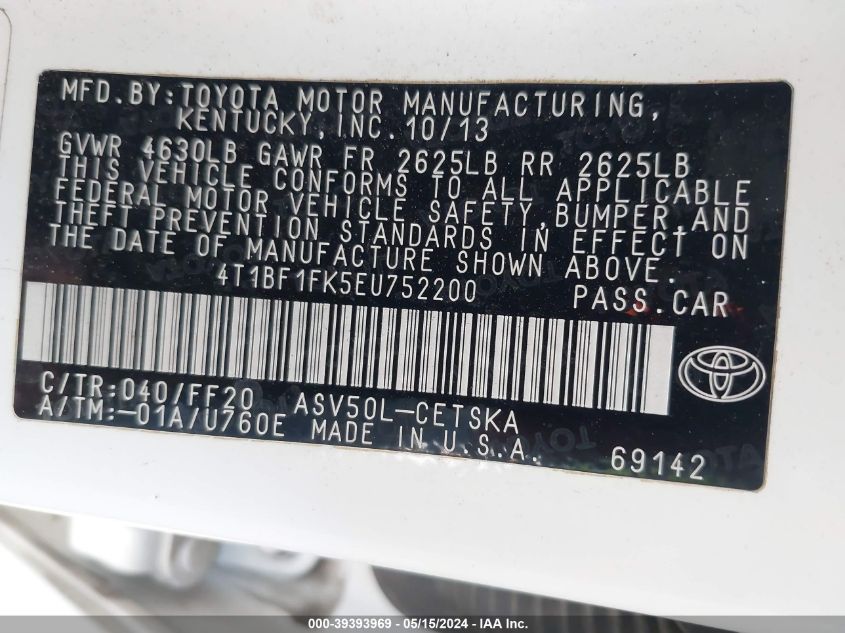 MFD.BY:TOYOTA MOTOR MANUFACTURING,
KENTUCKY,INC.10/13
GVWR 4630LB GAWR FR 2625LB RR 2625LB
THIS VEHICLE CONFORMS TO ALL APPLICABLE
FEDERAL MOTOR VEHICLE SAFETY,BUMPER,AND
THEFT PREVENTION STANDARDS IN EFFECT ON
THE DATE OF MANUFACTURE SHOWN ABOVE.
4T1BF1FK5EU752200 PASS.CAR
C/TR:040/FF20 ASV50L-CETSKA
A/TM:-01A/U760E MADE IN U.S.A.
69142
000-39393969 - 05/15/2024 - IAA Inc.